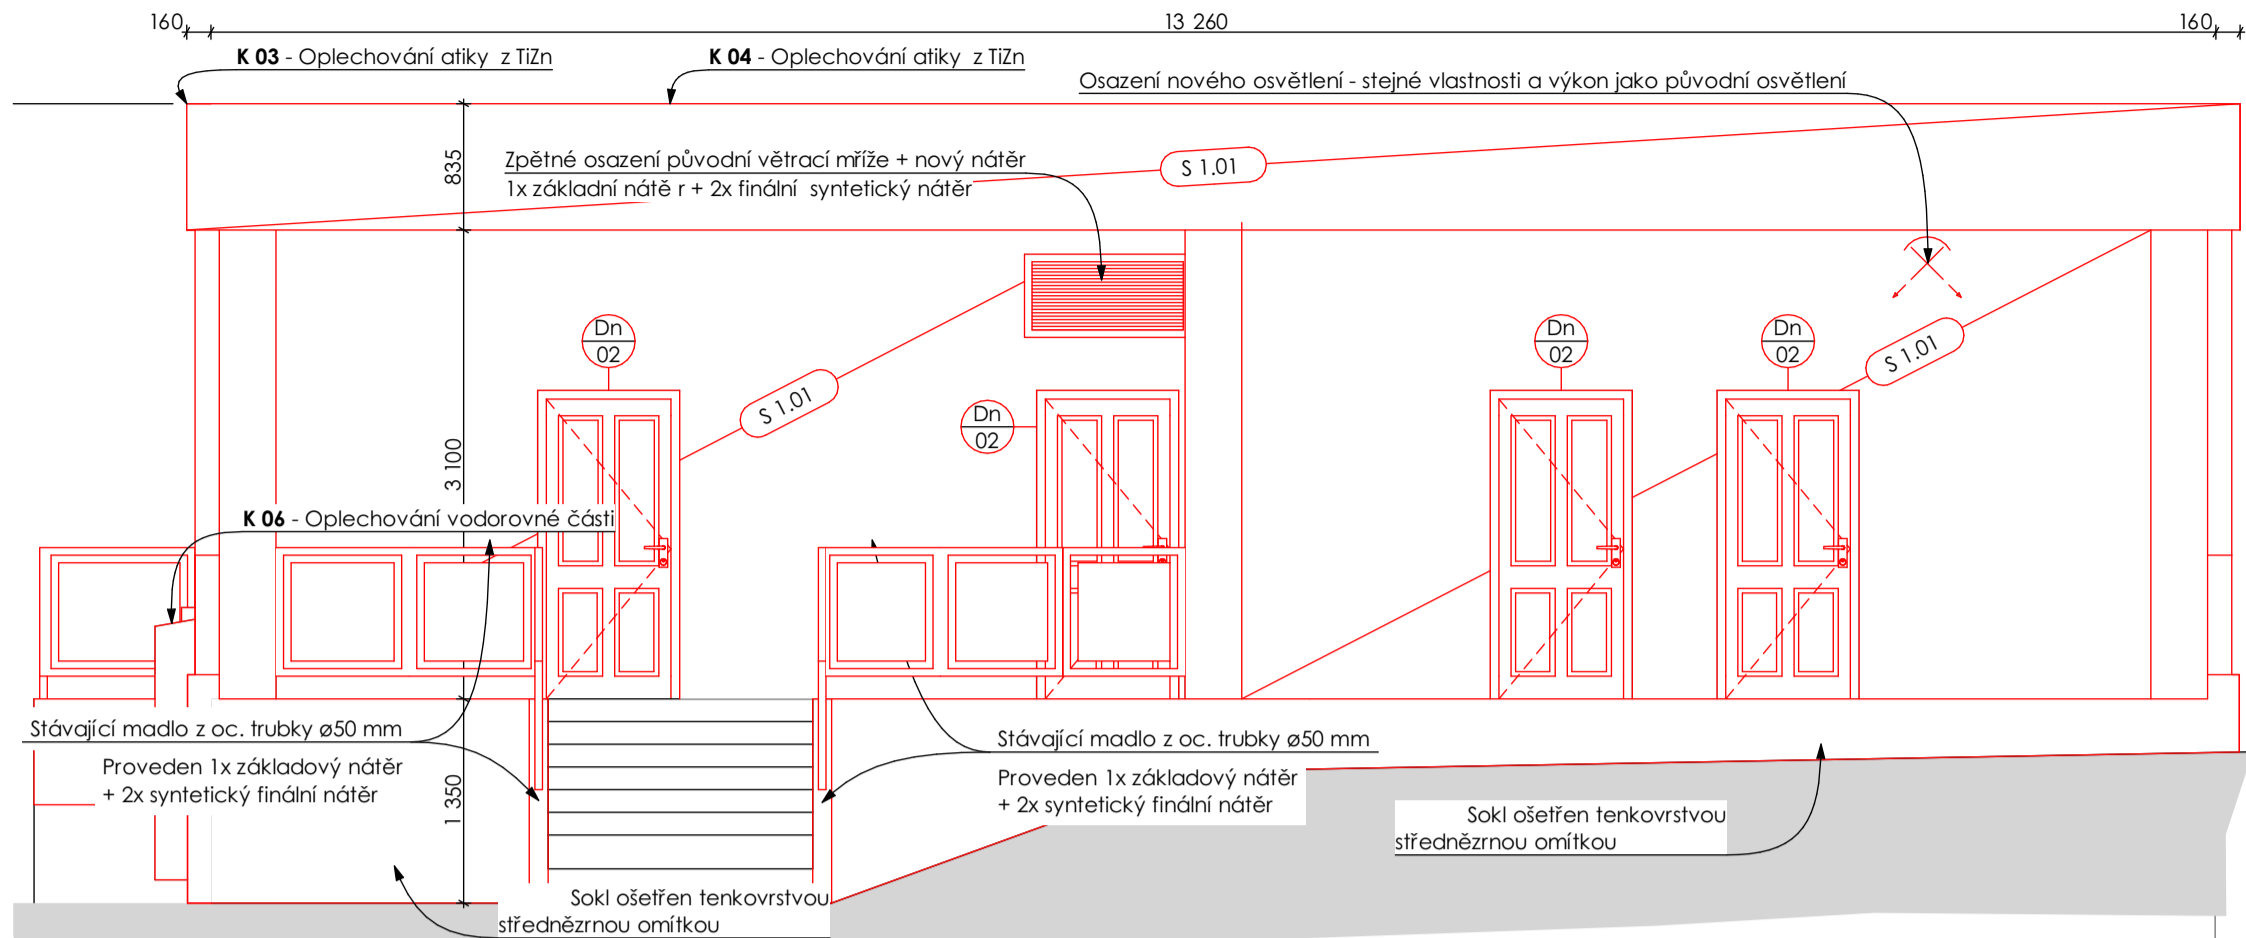 160
13 260
160
K 03 - Oplechování atiky z TiZn
K 04 - Oplechování atiky z TiZn
Osazení nového osvětlení - stejné vlastnosti a výkon jako původní osvětlení
835
Zpětné osazení původní větrací mříže + nový nátěr
1x základní nátě r + 2x finální syntetický nátěr
S 1.01
Dn
02
Dn
02
Dn
02
S 1.01
S 1.01
Dn
02
3 100
K 06 - Oplechování vodorovné části
Stávající madlo z oc. trubky ø50 mm
Proveden 1x základový nátěr
+ 2x syntetický finální nátěr
Stávající madlo z oc. trubky ø50 mm
Proveden 1x základový nátěr
+ 2x syntetický finální nátěr
1 350
Sokl ošetřen tenkovrstvou
střednězrnou omítkou
Sokl ošetřen tenkovrstvou
střednězrnou omítkou